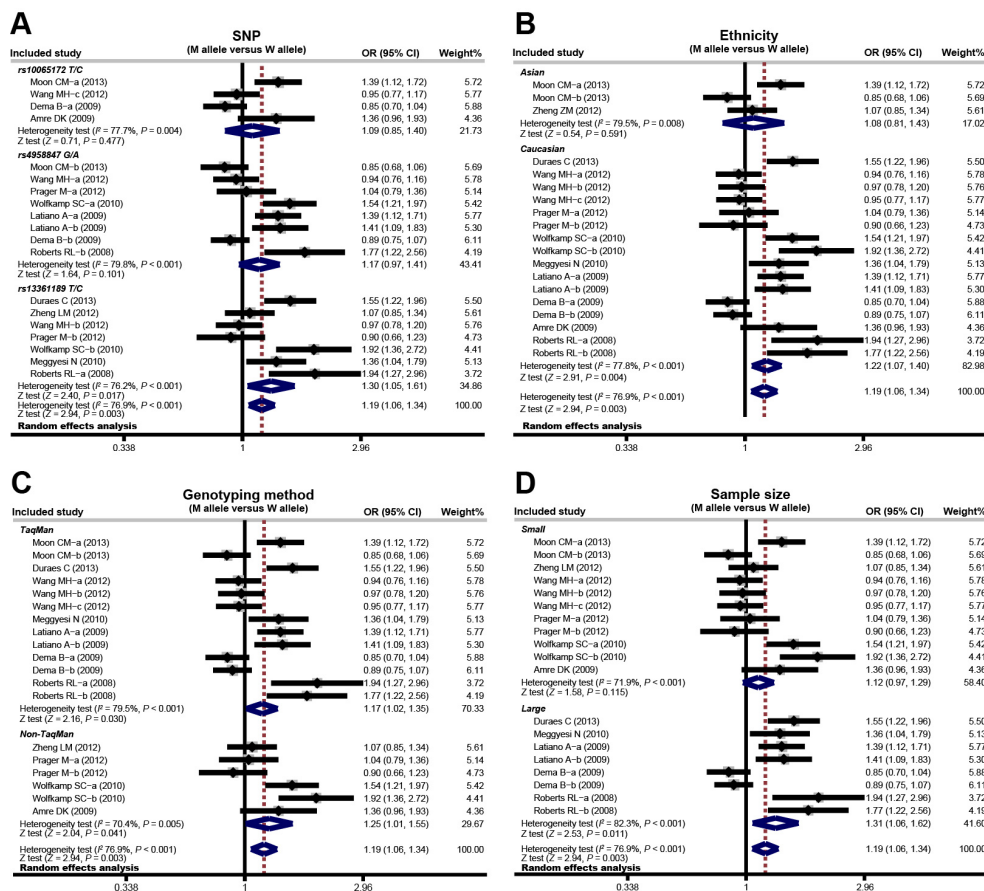 A
SNP
(M allele versus W allele)
Included study OR (95% CI) Weight%
rs10065172 T/C
Moon CM−a (2013) 1.39 (1.12, 1.72) 5.72
Wang MH−c (2012) 0.95 (0.77, 1.17) 5.77
Dema B−a (2009) 0.85 (0.70, 1.04) 5.88
Amre DK (2009) 1.36 (0.96, 1.93) 4.36
Heterogeneity test (I² = 77.7%, P = 0.004) 1.09 (0.85, 1.40) 21.73
Z test (Z = 0.71, P = 0.477)
rs4958847 G/A
Moon CM−b (2013) 0.85 (0.68, 1.06) 5.69
Wang MH−a (2012) 0.94 (0.76, 1.16) 5.78
Prager M−a (2012) 1.04 (0.79, 1.36) 5.14
Wolfkamp SC−a (2010) 1.54 (1.21, 1.97) 5.42
Latiano A−a (2009) 1.39 (1.12, 1.71) 5.77
Latiano A−b (2009) 1.41 (1.09, 1.83) 5.30
Dema B−b (2009) 0.89 (0.75, 1.07) 6.11
Roberts RL−b (2008) 1.77 (1.22, 2.56) 4.19
Heterogeneity test (I² = 79.8%, P < 0.001) 1.17 (0.97, 1.41) 43.41
Z test (Z = 1.64, P = 0.101)
rs13361189 T/C
Duraes C (2013) 1.55 (1.22, 1.96) 5.50
Zheng LM (2012) 1.07 (0.85, 1.34) 5.61
Wang MH−b (2012) 0.97 (0.78, 1.20) 5.76
Prager M−b (2012) 0.90 (0.66, 1.23) 4.73
Wolfkamp SC−b (2010) 1.92 (1.36, 2.72) 4.41
Meggyesi N (2010) 1.36 (1.04, 1.79) 5.13
Roberts RL−a (2008) 1.94 (1.27, 2.96) 3.72
Heterogeneity test (I² = 76.2%, P < 0.001) 1.30 (1.05, 1.61) 34.86
Z test (Z = 2.40, P = 0.017)
Heterogeneity test (I² = 76.9%, P < 0.001) 1.19 (1.06, 1.34) 100.00
Z test (Z = 2.94, P = 0.003)
Random effects analysis
0.338 1 2.96
B
Ethnicity
(M allele versus W allele)
Included study OR (95% CI) Weight%
Asian
Moon CM−a (2013) 1.39 (1.12, 1.72) 5.72
Moon CM−b (2013) 0.85 (0.68, 1.06) 5.69
Zheng ZM (2012) 1.07 (0.85, 1.34) 5.61
Heterogeneity test (I² = 79.5%, P = 0.008) 1.08 (0.81, 1.43) 17.02
Z test (Z = 0.54, P = 0.591)
Caucasian
Duraes C (2013) 1.55 (1.22, 1.96) 5.50
Wang MH−a (2012) 0.94 (0.76, 1.16) 5.78
Wang MH−b (2012) 0.97 (0.78, 1.20) 5.76
Wang MH−c (2012) 0.95 (0.77, 1.17) 5.77
Prager M−a (2012) 1.04 (0.79, 1.36) 5.14
Prager M−b (2012) 0.90 (0.66, 1.23) 4.73
Wolfkamp SC−a (2010) 1.54 (1.21, 1.97) 5.42
Wolfkamp SC−b (2010) 1.92 (1.36, 2.72) 4.41
Meggyesi N (2010) 1.36 (1.04, 1.79) 5.13
Latiano A−a (2009) 1.39 (1.12, 1.71) 5.77
Latiano A−b (2009) 1.41 (1.09, 1.83) 5.30
Dema B−a (2009) 0.85 (0.70, 1.04) 5.88
Dema B−b (2009) 0.89 (0.75, 1.07) 6.11
Amre DK (2009) 1.36 (0.96, 1.93) 4.36
Roberts RL−a (2008) 1.94 (1.27, 2.96) 3.72
Roberts RL−b (2008) 1.77 (1.22, 2.56) 4.19
Heterogeneity test (I² = 77.8%, P < 0.001) 1.22 (1.07, 1.40) 82.98
Z test (Z = 2.91, P = 0.004)
Heterogeneity test (I² = 76.9%, P < 0.001) 1.19 (1.06, 1.34) 100.00
Z test (Z = 2.94, P = 0.003)
Random effects analysis
0.338 1 2.96
C
Genotyping method
(M allele versus W allele)
Included study OR (95% CI) Weight%
TaqMan
Moon CM−a (2013) 1.39 (1.12, 1.72) 5.72
Moon CM−b (2013) 0.85 (0.68, 1.06) 5.69
Duraes C (2013) 1.55 (1.22, 1.96) 5.50
Wang MH−a (2012) 0.94 (0.76, 1.16) 5.78
Wang MH−b (2012) 0.97 (0.78, 1.20) 5.76
Wang MH−c (2012) 0.95 (0.77, 1.17) 5.77
Meggyesi N (2010) 1.36 (1.04, 1.79) 5.13
Latiano A−a (2009) 1.39 (1.12, 1.71) 5.77
Latiano A−b (2009) 1.41 (1.09, 1.83) 5.30
Dema B−a (2009) 0.85 (0.70, 1.04) 5.88
Dema B−b (2009) 0.89 (0.75, 1.07) 6.11
Roberts RL−a (2008) 1.94 (1.27, 2.96) 3.72
Roberts RL−b (2008) 1.77 (1.22, 2.56) 4.19
Heterogeneity test (I² = 79.5%, P < 0.001) 1.17 (1.02, 1.35) 70.33
Z test (Z = 2.16, P = 0.030)
Non−TaqMan
Zheng LM (2012) 1.07 (0.85, 1.34) 5.61
Prager M−a (2012) 1.04 (0.79, 1.36) 5.14
Prager M−b (2012) 0.90 (0.66, 1.23) 4.73
Wolfkamp SC−a (2010) 1.54 (1.21, 1.97) 5.42
Wolfkamp SC−b (2010) 1.92 (1.36, 2.72) 4.41
Amre DK (2009) 1.36 (0.96, 1.93) 4.36
Heterogeneity test (I² = 70.4%, P = 0.005) 1.25 (1.01, 1.55) 29.67
Z test (Z = 2.04, P = 0.041)
Heterogeneity test (I² 76.9%, P < 0.001) 1.19 (1.06, 1.34) 100.00
Z test (Z = 2.94, P = 0.003)
Random effects analysis
0.338 1 2.96
D
Sample size
(M allele versus W allele)
Included study OR (95% CI) Weight%
Small
Moon CM−a (2013) 1.39 (1.12, 1.72) 5.72
Moon CM−b (2013) 0.85 (0.68, 1.06) 5.69
Zheng LM (2012) 1.07 (0.85, 1.34) 5.61
Wang MH−a (2012) 0.94 (0.76, 1.16) 5.78
Wang MH−b (2012) 0.97 (0.78, 1.20) 5.76
Wang MH−c (2012) 0.95 (0.77, 1.17) 5.77
Prager M−a (2012) 1.04 (0.79, 1.36) 5.14
Prager M−b (2012) 0.90 (0.66, 1.23) 4.73
Wolfkamp SC−a (2010) 1.54 (1.21, 1.97) 5.42
Wolfkamp SC−b (2010) 1.92 (1.36, 2.72) 4.41
Amre DK (2009) 1.36 (0.96, 1.93) 4.36
Heterogeneity test (I² = 71.9%, P < 0.001) 1.12 (0.97, 1.29) 58.40
Z test (Z = 1.58, P = 0.115)
Large
Duraes C (2013) 1.55 (1.22, 1.96) 5.50
Meggyesi N (2010) 1.36 (1.04, 1.79) 5.13
Latiano A−a (2009) 1.39 (1.12, 1.71) 5.77
Latiano A−b (2009) 1.41 (1.09, 1.83) 5.30
Dema B−a (2009) 0.85 (0.70, 1.04) 5.88
Dema B−b (2009) 0.89 (0.75, 1.07) 6.11
Roberts RL−a (2008) 1.94 (1.27, 2.96) 3.72
Roberts RL−b (2008) 1.77 (1.22, 2.56) 4.19
Heterogeneity test (I² = 82.3%, P < 0.001) 1.31 (1.06, 1.62) 41.60
Z test (Z = 2.53, P = 0.011)
Heterogeneity test (I² = 76.9%, P < 0.001) 1.19 (1.06, 1.34) 100.00
Z test (Z = 2.94, P = 0.003)
Random effects analysis
0.338 1 2.96